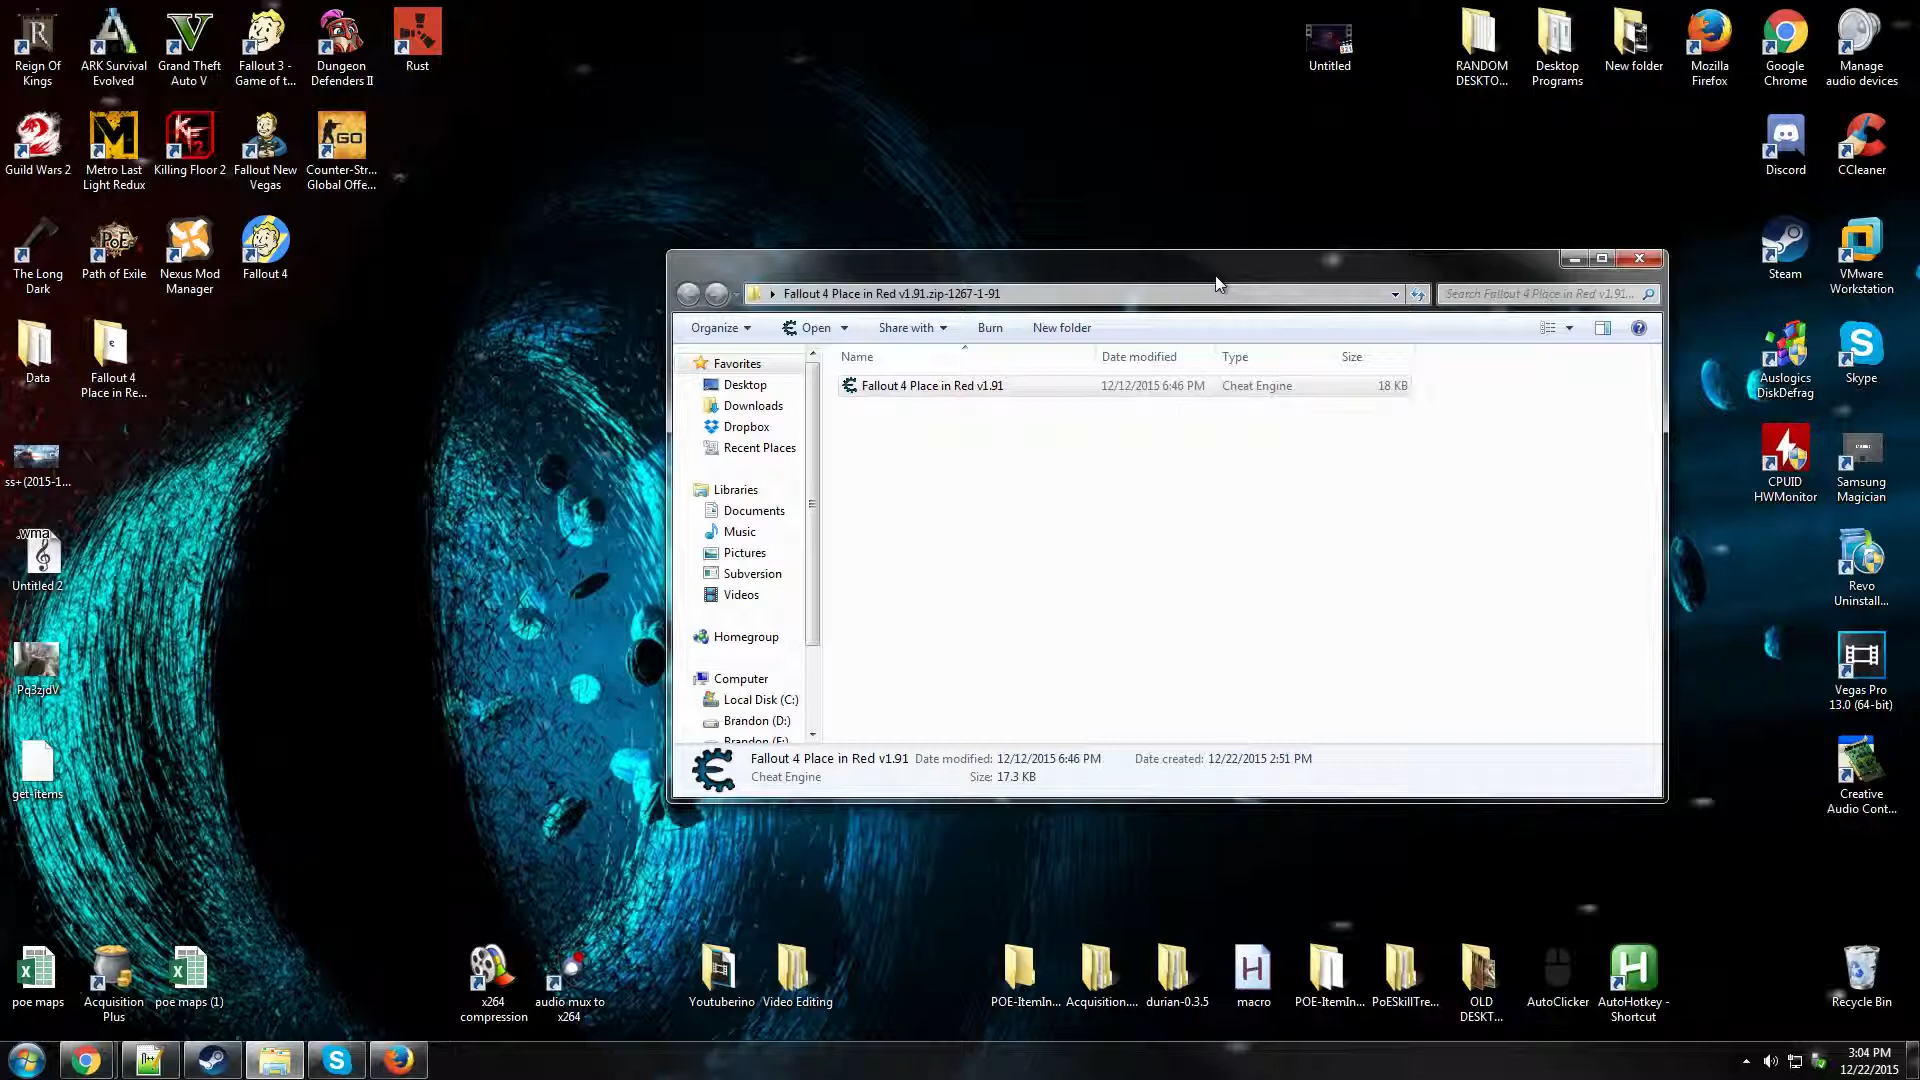 Reign Of
Kings
ARK Survival
Evolved
Grand Theft
Auto V
Fallout 3 -
Game of t...
Dungeon
Defenders II
Rust
Untitled
RANDOM
DESKTO...
Desktop
Programs
New folder
Mozilla
Firefox
Google
Chrome
Manage
audio devices
Guild Wars 2
Metro Last
Light Redux
Killing Floor 2
Fallout New
Vegas
GO
Counter-Str...
Global Offe...
Discord
CCleaner
The Long
Dark
Path of Exile
Nexus Mod
Manager
Fallout 4
Steam
VMware
Workstation
Data
Fallout 4
Place in Re...
Auslogics
DiskDefrag
Skype
ss+(2015-1...
CPUID
HWMonitor
Samsung
Magician
.wma
Untitled 2
Revo
Uninstall...
Pq3zjdV
Vegas Pro
13.0 (64-bit)
get-items
Creative
Audio Cont...
Fallout 4 Place in Red v1.91.zip-1267-1-91
Search Fallout 4 Place in Red v1.91...
Organize
Open
Share with
Burn
New folder
Name
Date modified
Type
Size
Favorites
Desktop
Downloads
Dropbox
Recent Places
Libraries
Documents
Music
Pictures
Subversion
Videos
Homegroup
Computer
Local Disk (C:)
Brandon (D:)
Brandon (E:)
Fallout 4 Place in Red v1.91
12/12/2015 6:46 PM
Cheat Engine
18 KB
Fallout 4 Place in Red v1.91 Date modified: 12/12/2015 6:46 PM Date created: 12/22/2015 2:51 PM
Cheat Engine Size: 17.3 KB
poe maps
Acquisition
Plus
poe maps (1)
x264
compression
audio mux to
x264
Youtuberino
Video Editing
POE-ItemIn...
Acquisition....
durian-0.3.5
macro
POE-ItemIn...
PoESkillTre...
OLD
DESKT...
AutoClicker
AutoHotkey -
Shortcut
Recycle Bin
3:04 PM
12/22/2015